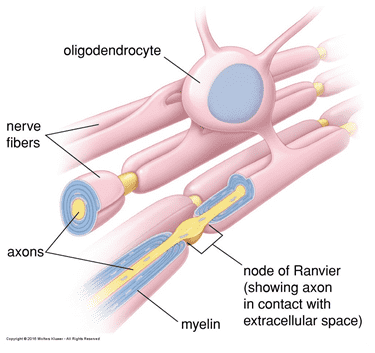 oligodendrocyte
nerve
fibers
axons
node of Ranvier
(showing axon
in contact with
extracellular space)
myelin
Copyright © 2016 Wolters Kluwer - All Rights Reserved